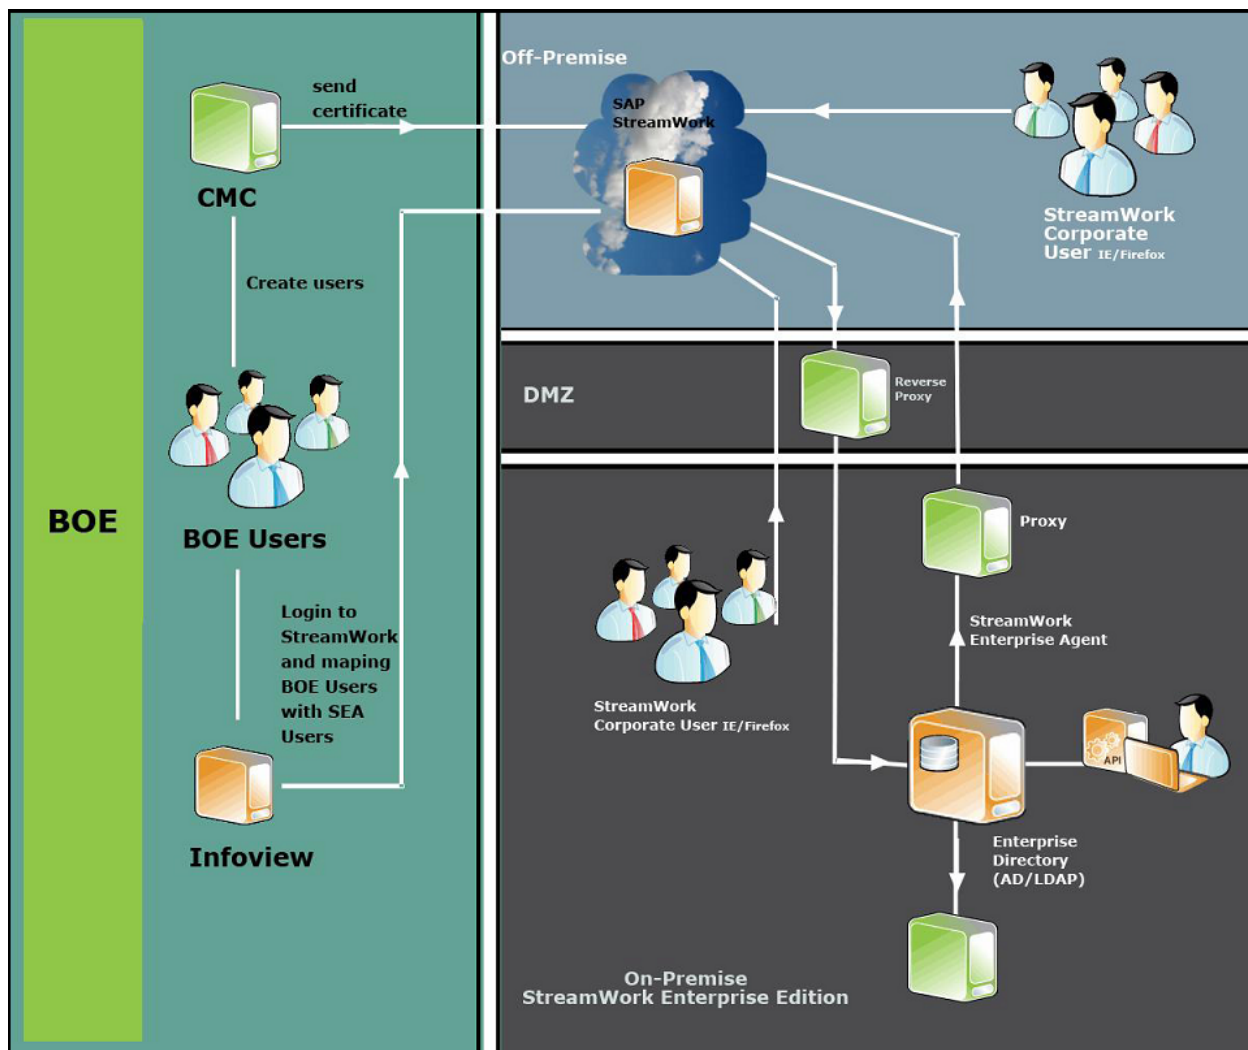 BOE
send
certificate
CMC
Create users
BOE Users
Login to
StreamWork
and maping
BOE Users
with SEA
Users
Infoview
Off-Premise
SAP
StreamWork
StreamWork
Corporate
User IE/Firefox
DMZ
Reverse
Proxy
Proxy
StreamWork
Enterprise Agent
StreamWork
Corporate User IE/Firefox
API
Enterprise
Directory
(AD/LDAP)
On-Premise
StreamWork Enterprise Edition